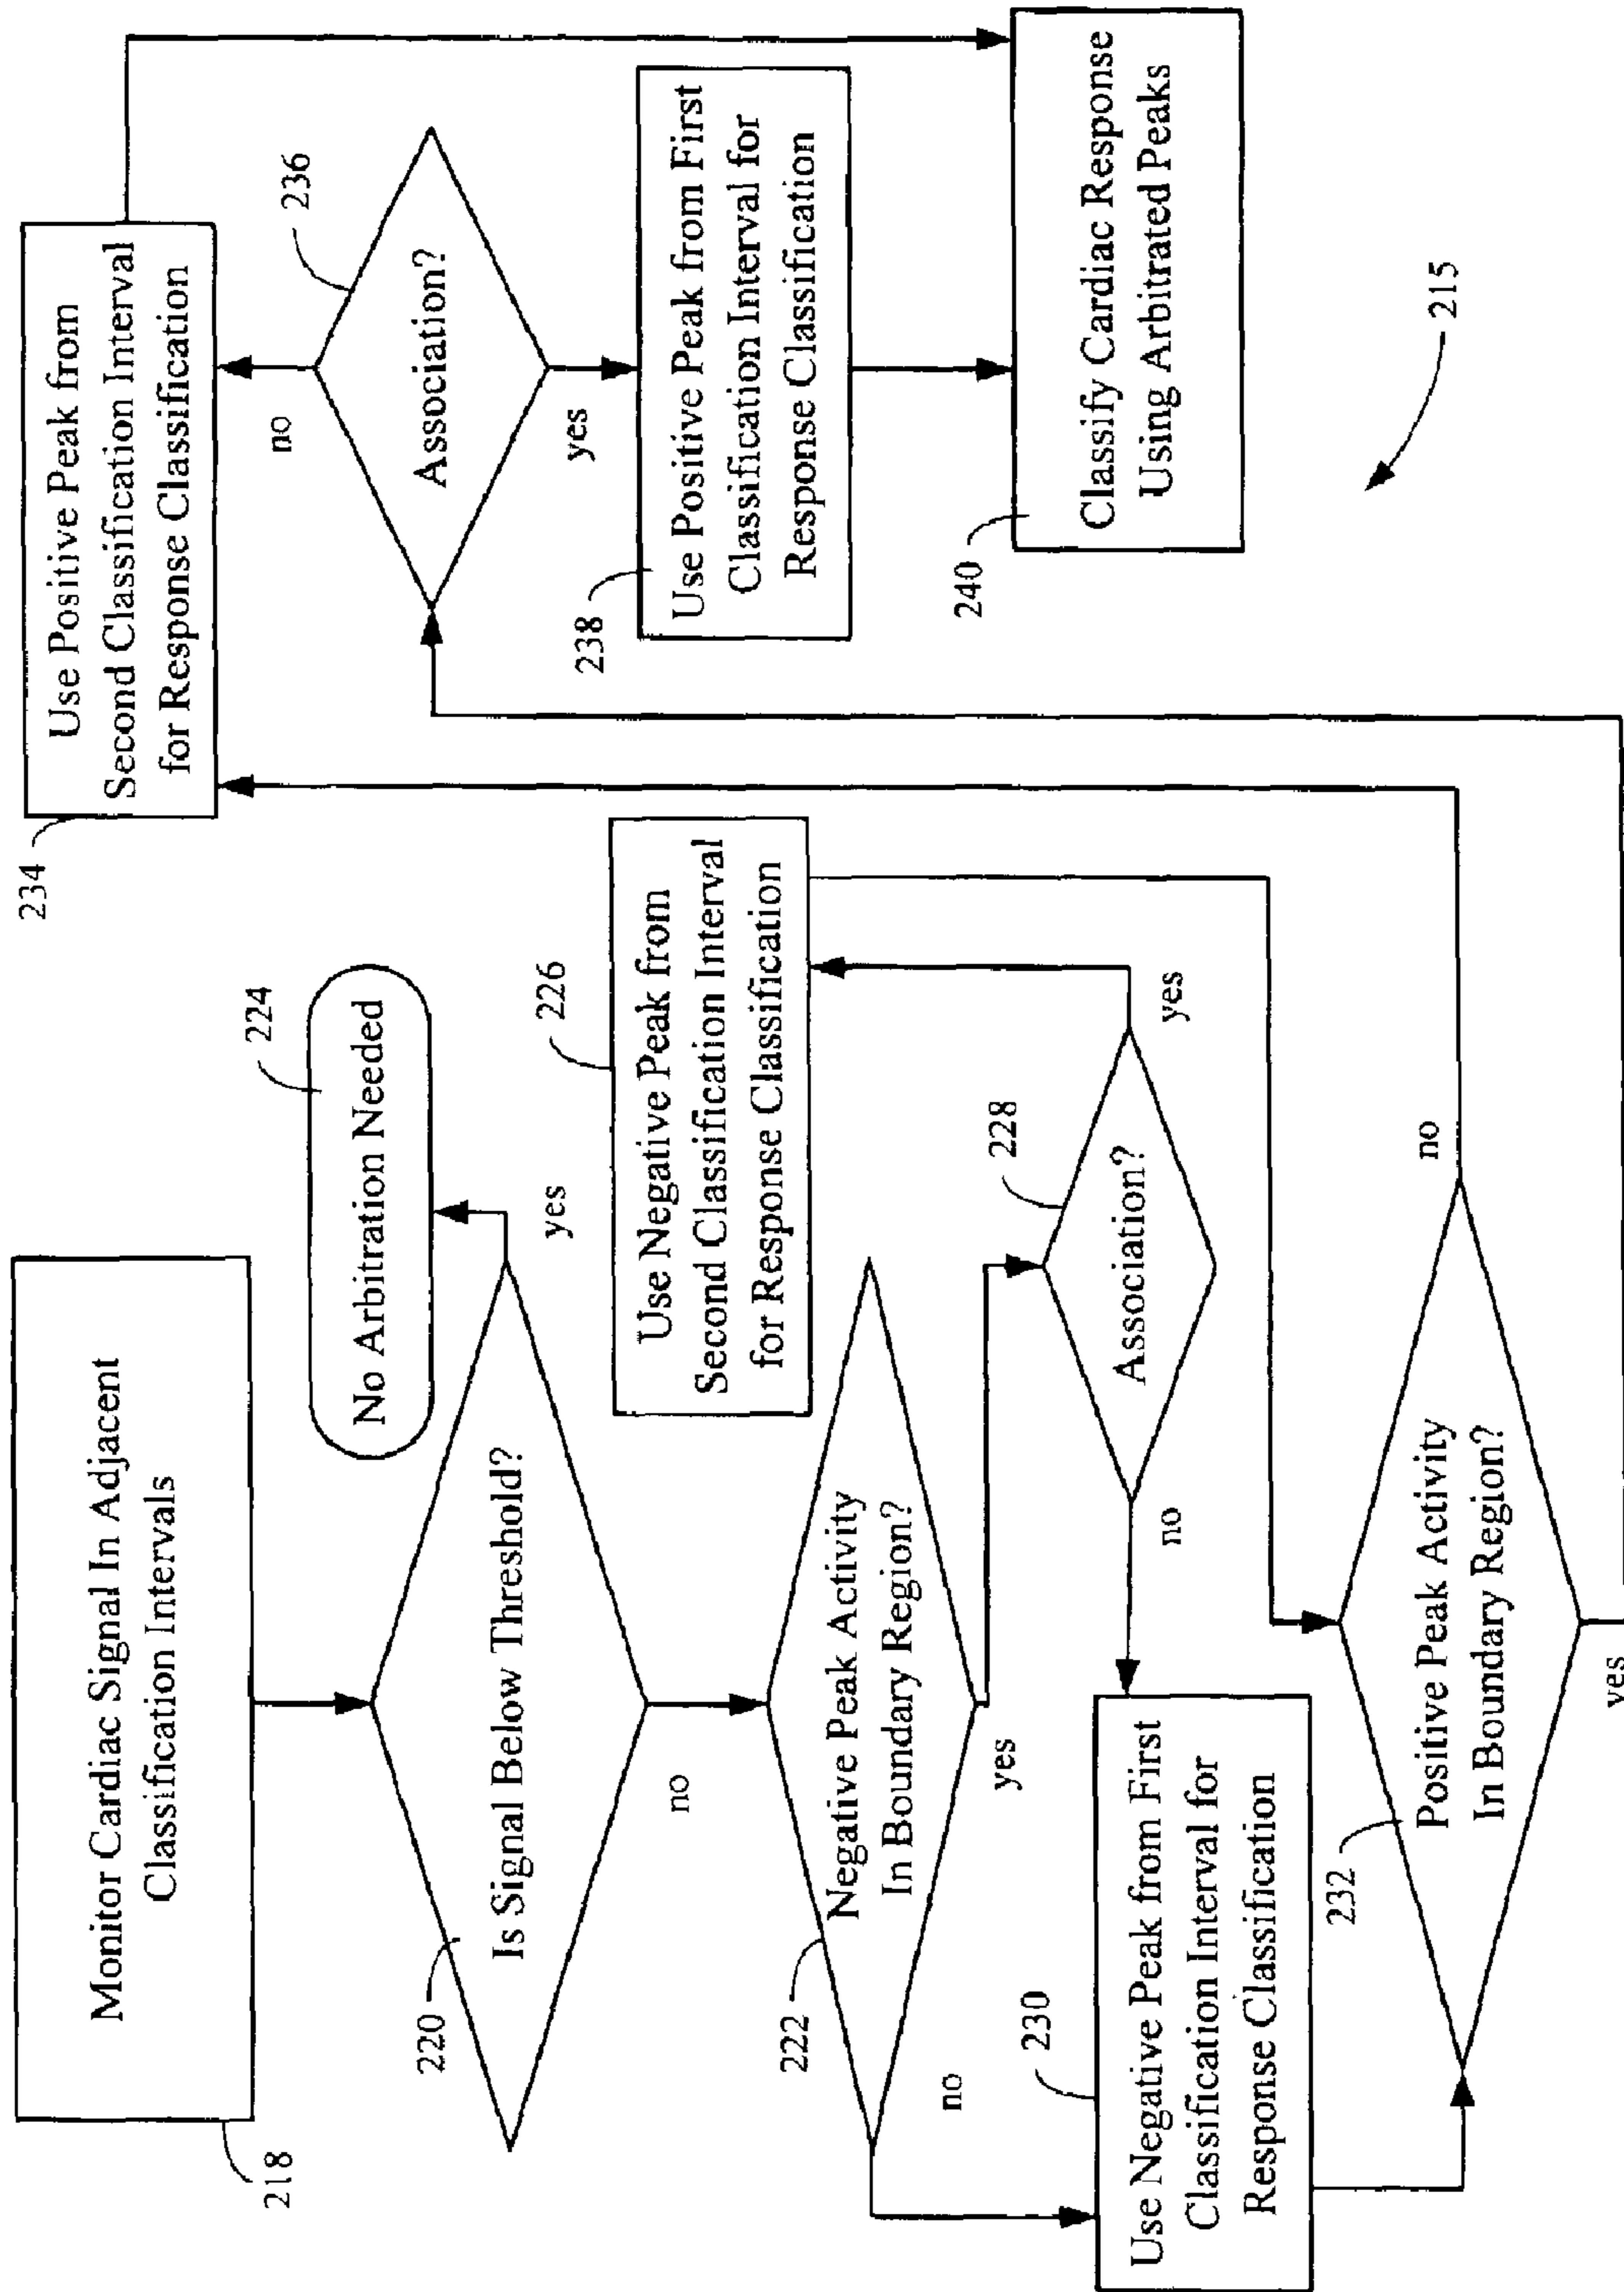 218
Monitor Cardiac Signal In Adjacent
Classification Intervals
220
Is Signal Below Threshold?
yes
no
224
No Arbitration Needed
222
Negative Peak Activity
In Boundary Region?
no
yes
226
Use Negative Peak from
Second Classification Interval
for Response Classification
228
Association?
no
yes
230
Use Negative Peak from First
Classification Interval for
Response Classification
232
Positive Peak Activity
In Boundary Region?
no
yes
234
Use Positive Peak from
Second Classification Interval
for Response Classification
236
Association?
no
yes
238
Use Positive Peak from First
Classification Interval for
Response Classification
240
Classify Cardiac Response
Using Arbitrated Peaks
215